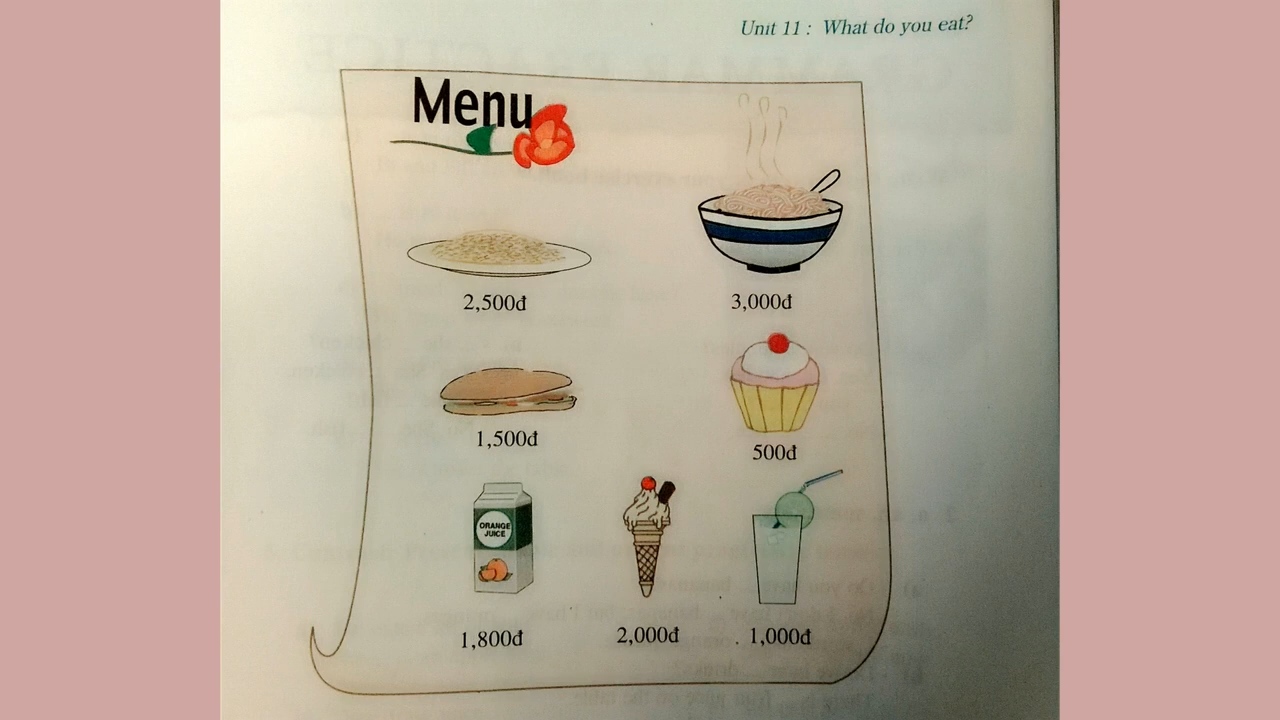 Unit 11 : What do you eat?
Menu
2,500đ
3,000đ
1,500đ
500đ
ORANGE
JUICE
1,800đ
2,000đ
1,000đ